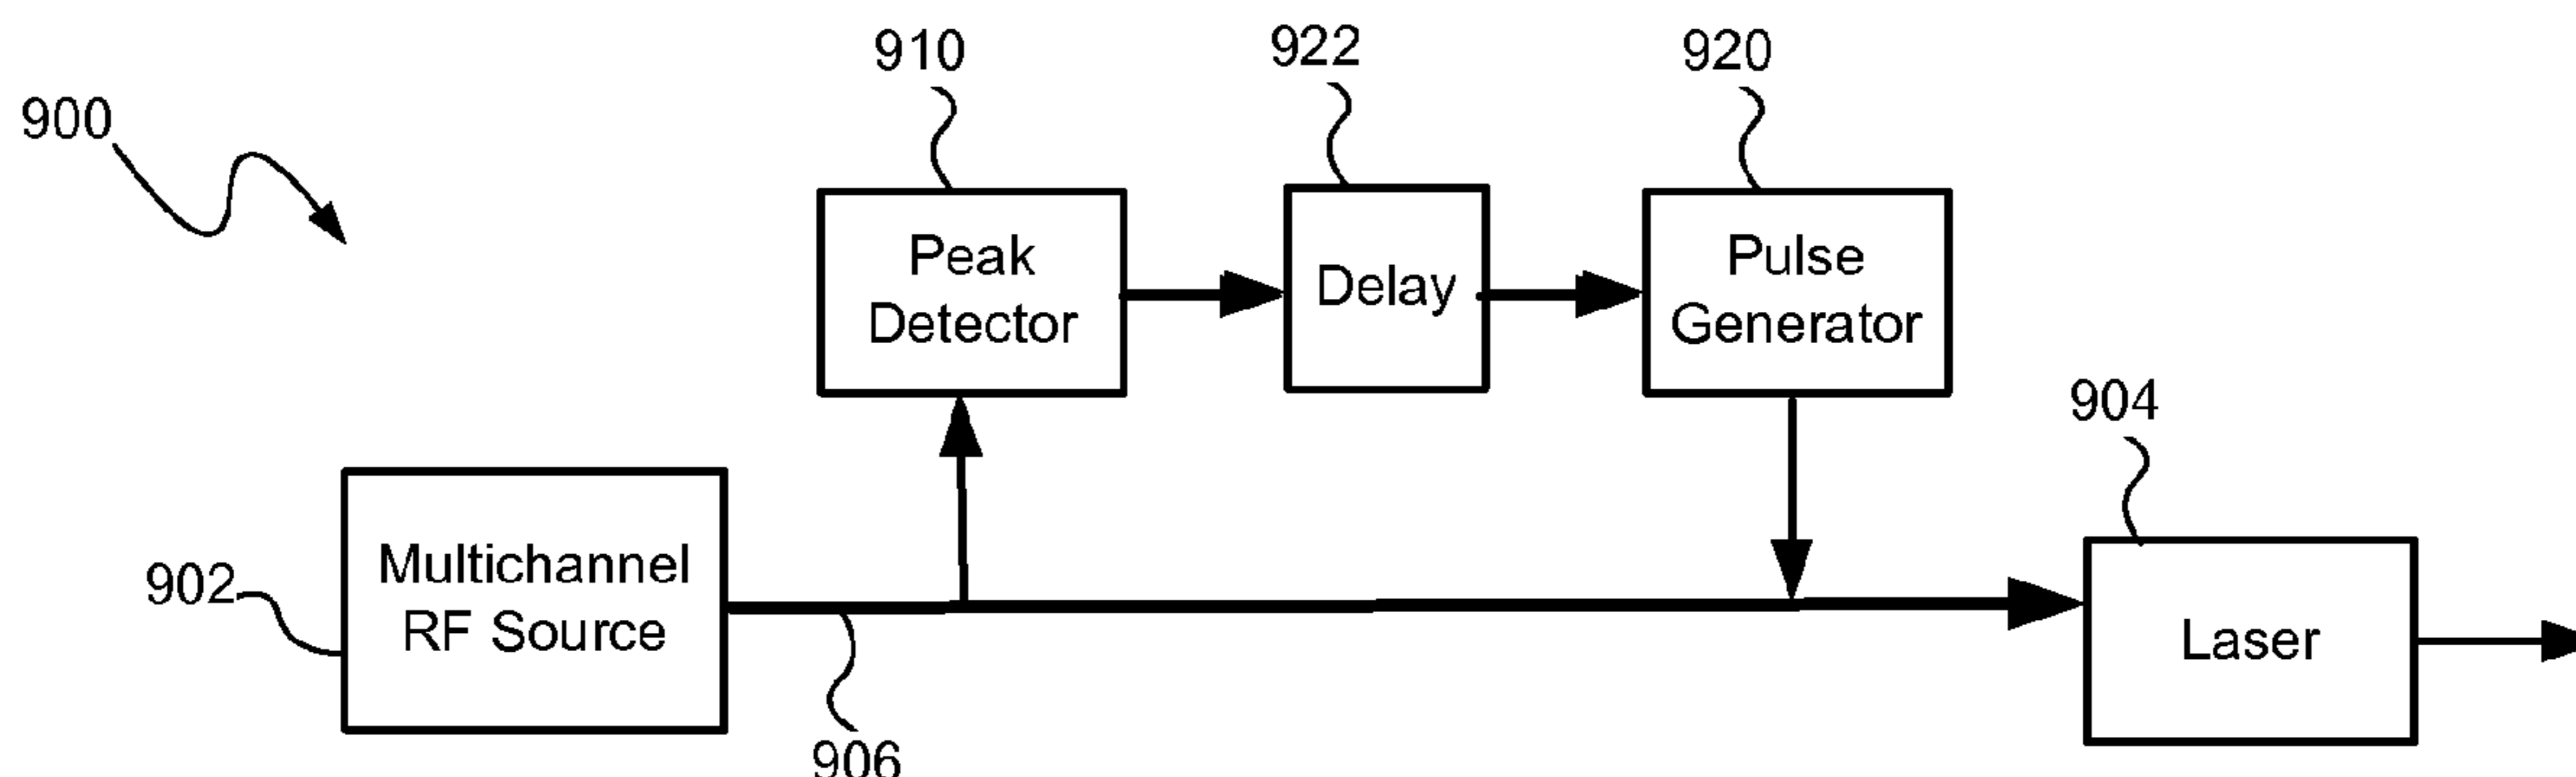 910
922
920
900
Peak
Detector
Delay
Pulse
Generator
904
902
Multichannel
RF Source
Laser
906